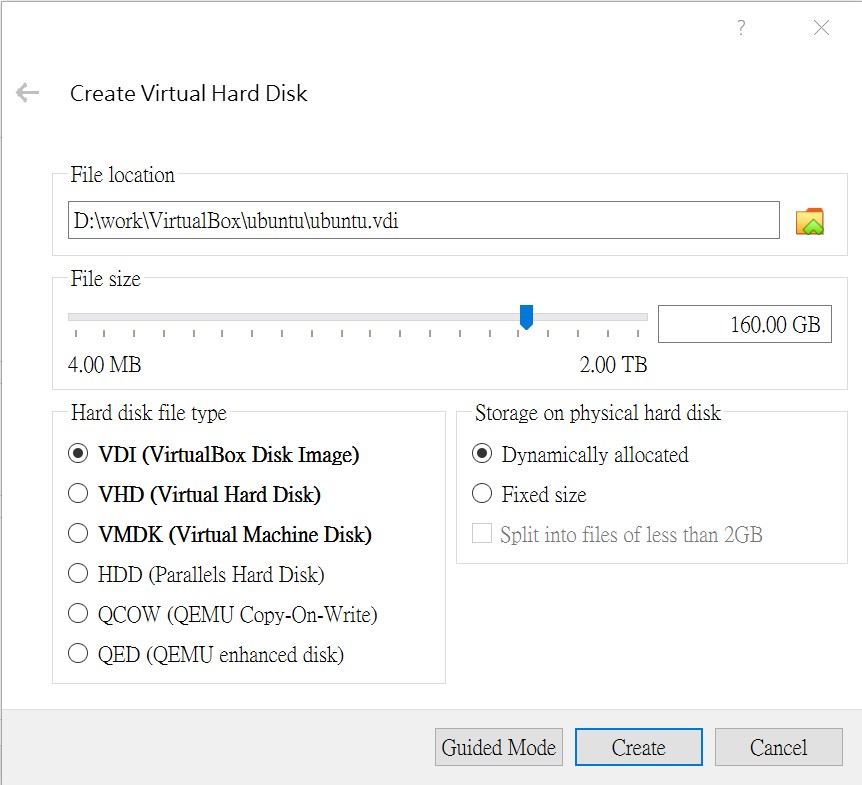 ?
Create Virtual Hard Disk
File location
D:\work\VirtualBox\ubuntu\ubuntu.vdi
File size
160.00 GB
4.00 MB 2.00 TB
Hard disk file type
VDI (VirtualBox Disk Image)
VHD (Virtual Hard Disk)
VMDK (Virtual Machine Disk)
HDD (Parallels Hard Disk)
QCOW (QEMU Copy-On-Write)
QED (QEMU enhanced disk)
Storage on physical hard disk
Dynamically allocated
Fixed size
Split into files of less than 2GB
Guided Mode Create Cancel